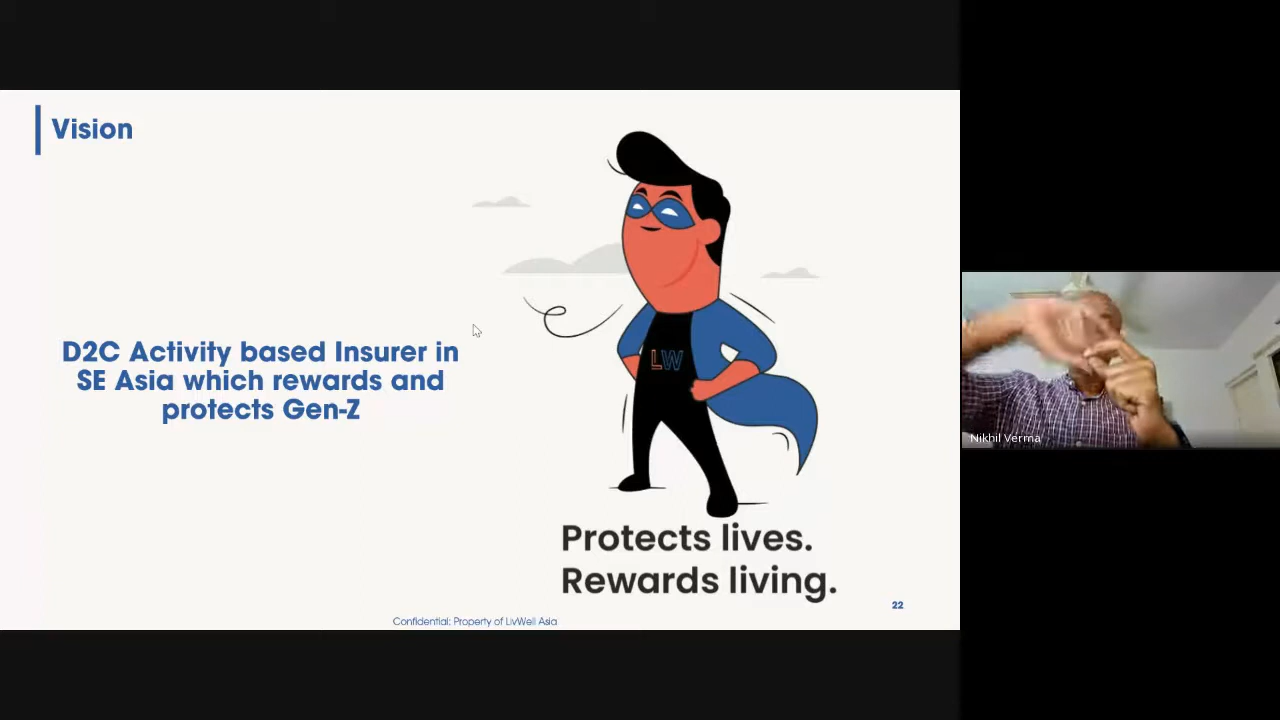 Vision
D2C Activity based Insurer in
SE Asia which rewards and
protects Gen-Z
LW
Protects lives.
Rewards living.
22
Confidential: Property of LivWell Asia
Nikhil Verma